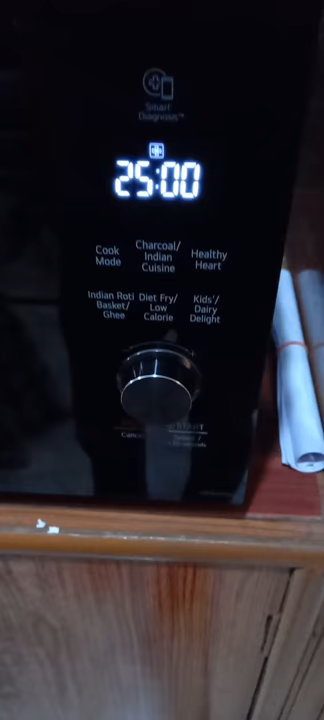 Smart
Diagnosis™
25:00
Cook
Mode
Charcoal/
Indian
Cuisine
Healthy
Heart
Indian Roti
Basket/
Ghee
Diet Fry/
Low
Calorie
Kids'/
Dairy
Delight
START
Cancel